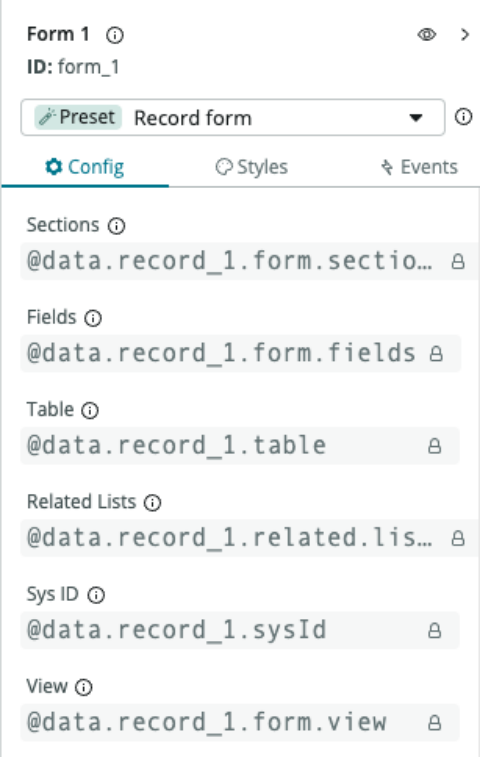 Form 1
ID: form_1
Preset Record form
Config Styles Events
Sections
@data.record_1.form.sectio…
Fields
@data.record_1.form.fields
Table
@data.record_1.table
Related Lists
@data.record_1.related.lis…
Sys ID
@data.record_1.sysId
View
@data.record_1.form.view